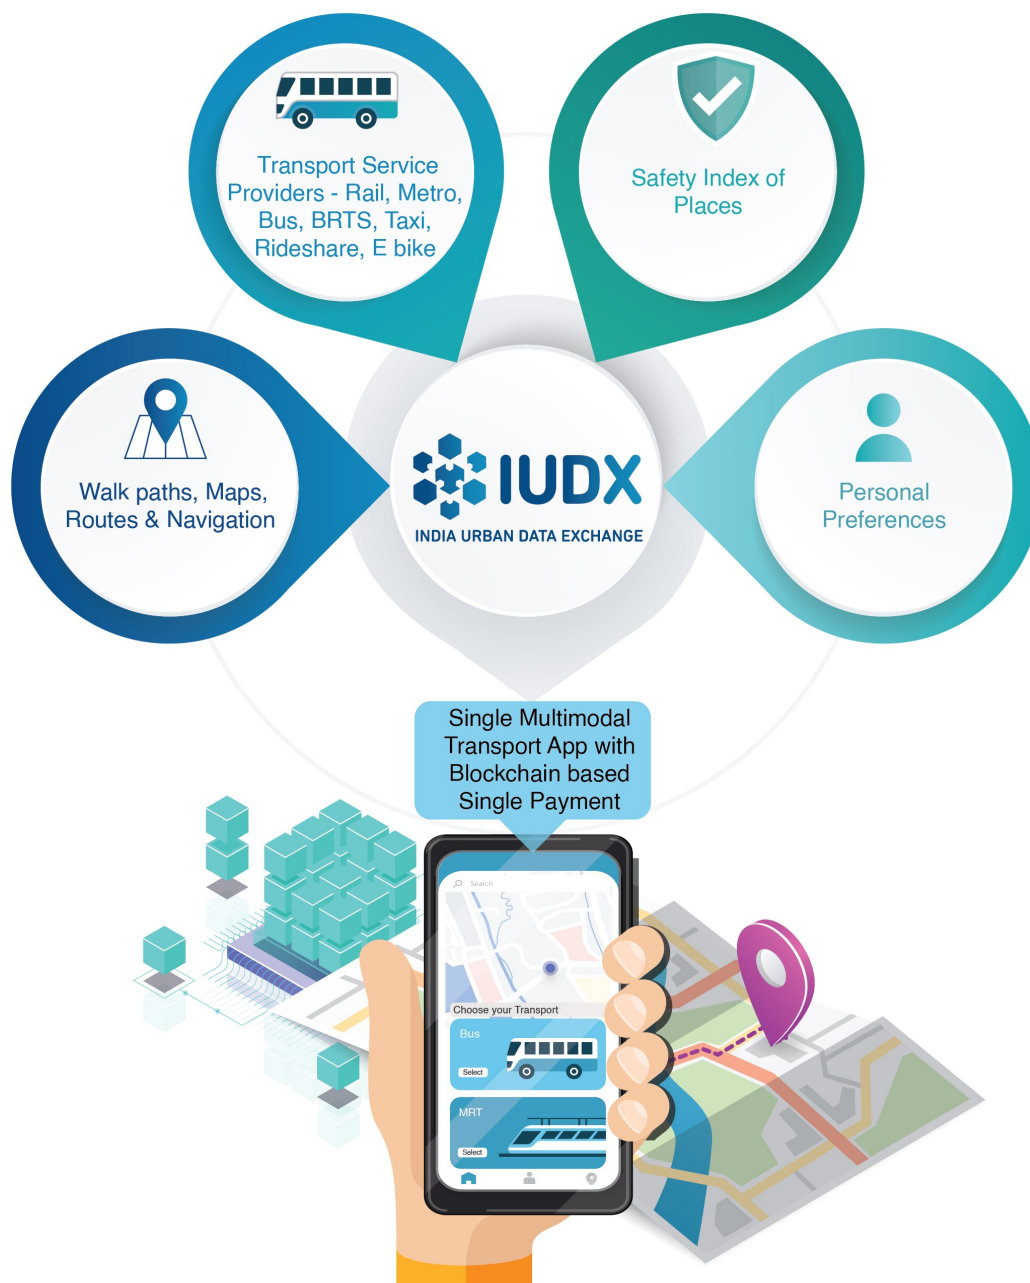 Transport Service
Providers - Rail, Metro,
Bus, BRTS, Taxi,
Rideshare, E bike
Safety Index of
Places
Walk paths, Maps,
Routes & Navigation
IUDX
INDIA URBAN DATA EXCHANGE
Personal
Preferences
Single Multimodal
Transport App with
Blockchain based
Single Payment
Search
Choose your Transport
Bus
Select
MRT
Select